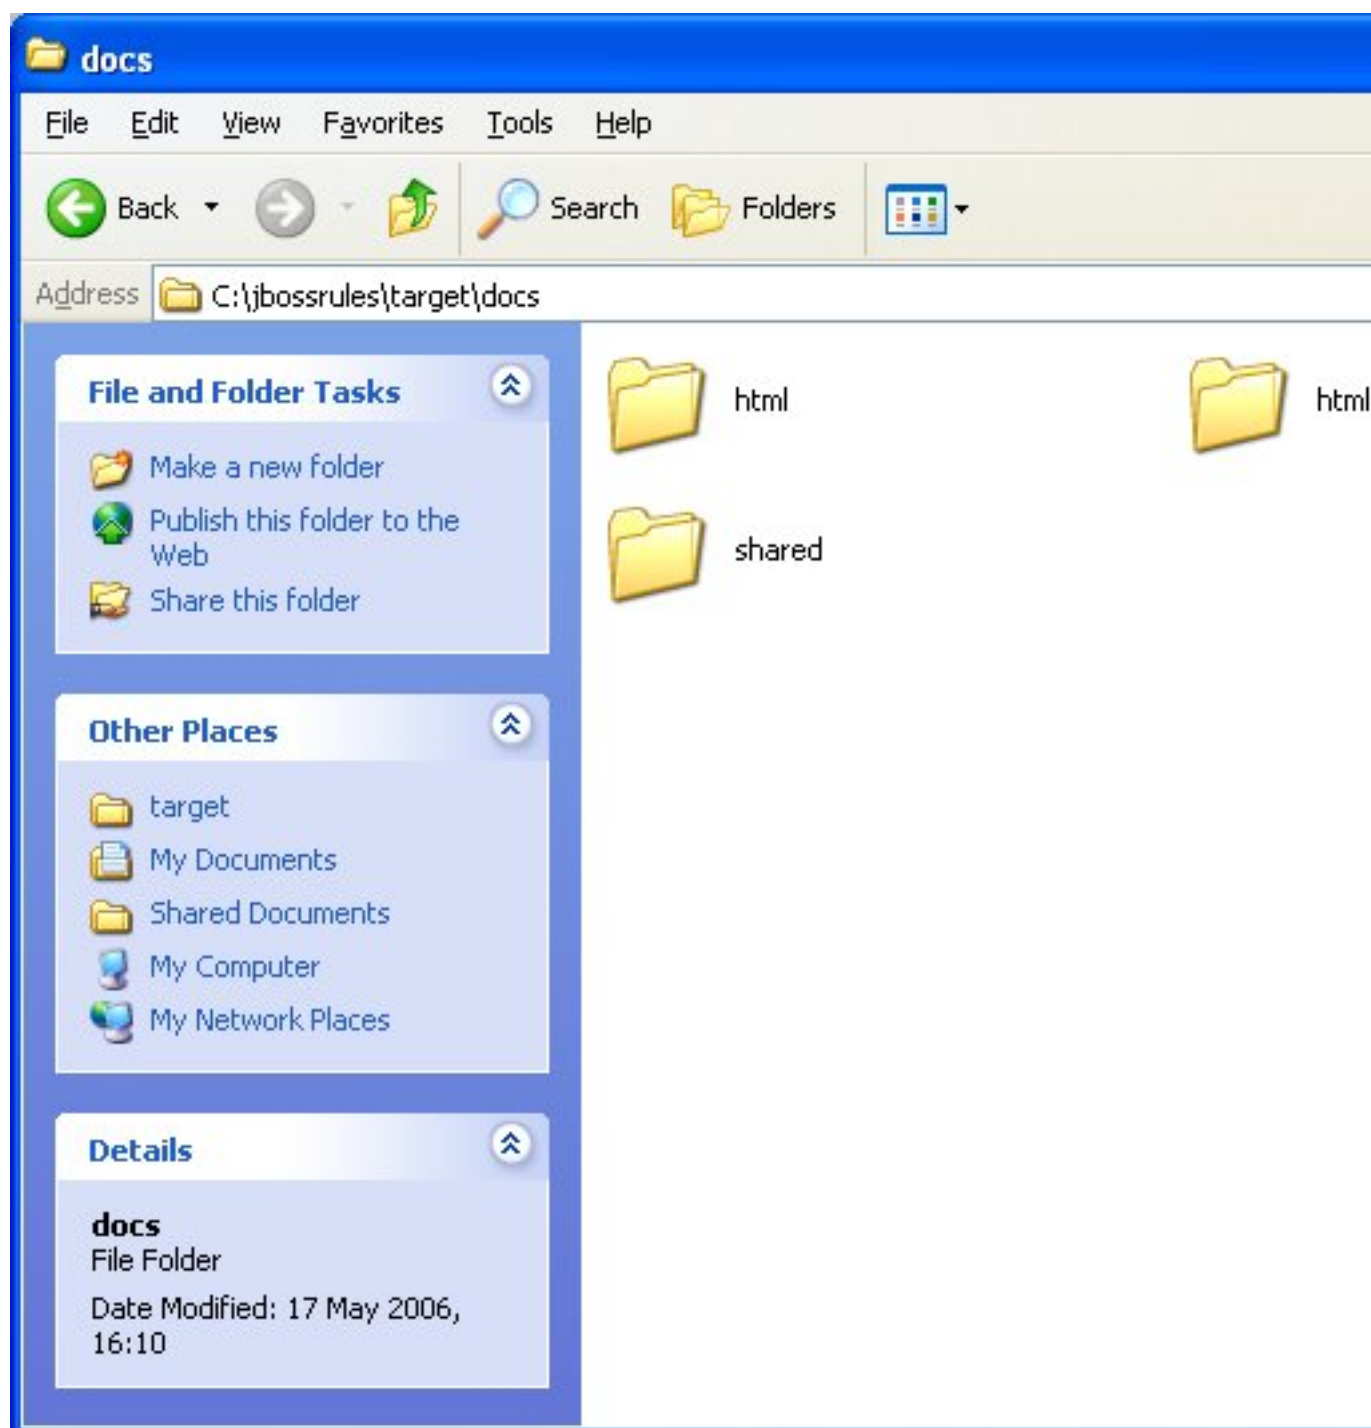 docs
File Edit View Favorites Tools Help
Back Search Folders
Address C:\jbossrules\target\docs
File and Folder Tasks
Make a new folder
Publish this folder to the
Web
Share this folder
Other Places
target
My Documents
Shared Documents
My Computer
My Network Places
Details
docs
File Folder
Date Modified: 17 May 2006,
16:10
html html
shared